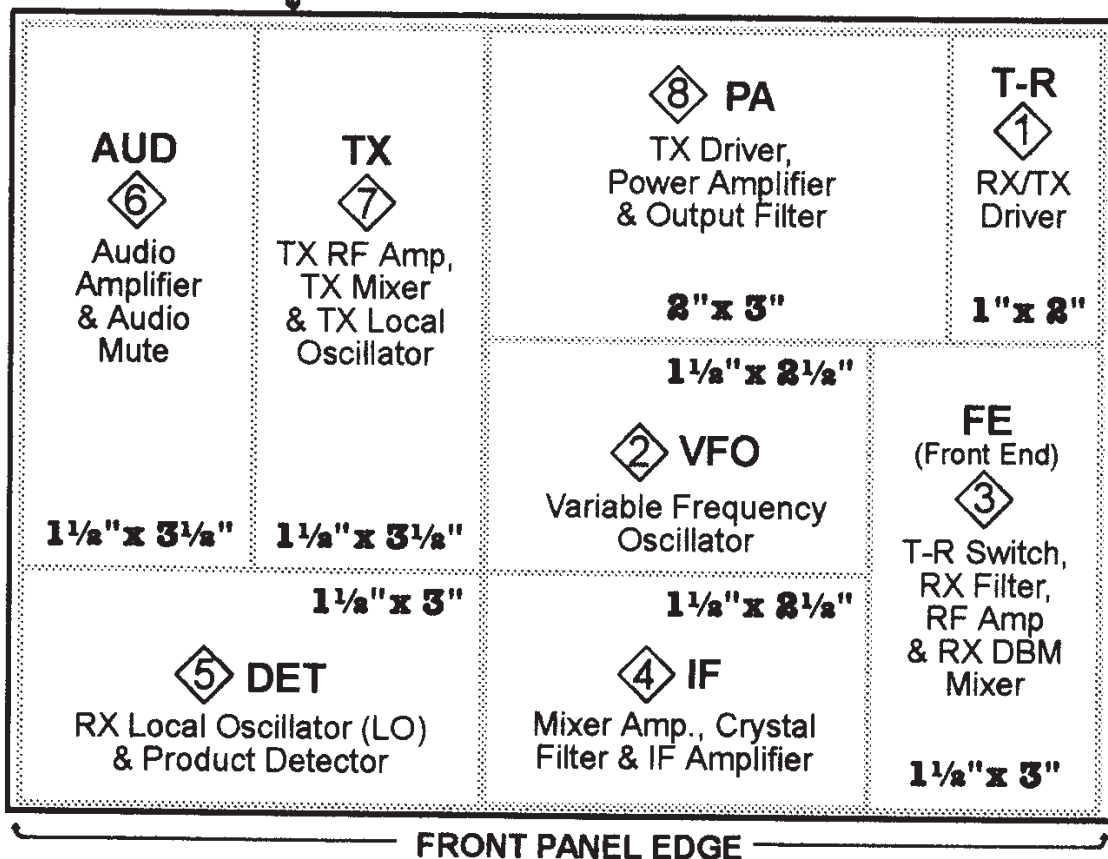 AUD
6
Audio
Amplifier
& Audio
Mute
1½"x 3½"
TX
7
TX RF Amp,
TX Mixer
& TX Local
Oscillator
1½"x 3½"
8 PA
TX Driver,
Power Amplifier
& Output Filter
2"x 3"
T-R
1
RX/TX
Driver
1"x 2"
1½"x 2½"
2 VFO
Variable Frequency
Oscillator
FE
(Front End)
3
T-R Switch,
RX Filter,
RF Amp
& RX DBM
Mixer
1½"x 3"
1½"x 3"
5 DET
RX Local Oscillator (LO)
& Product Detector
1½"x 2½"
4 IF
Mixer Amp., Crystal
Filter & IF Amplifier
FRONT PANEL EDGE